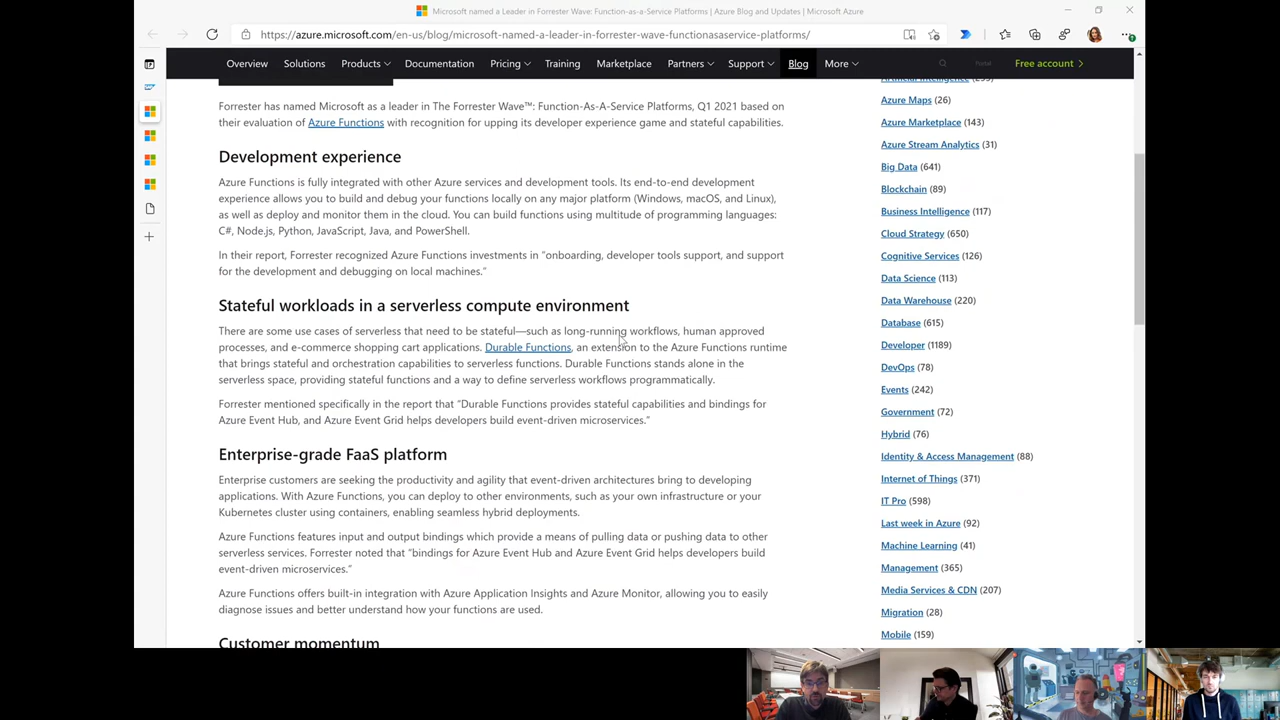 Microsoft named a Leader in Forrester Wave: Function-as-a-Service Platforms | Azure Blog and Updates | Microsoft Azure
https://azure.microsoft.com/en-us/blog/microsoft-named-a-leader-in-forrester-wave-functionasaservice-platforms/
Overview Solutions Products Documentation Pricing Training Marketplace Partners Support Blog More Portal Free account
Forrester has named Microsoft as a leader in The Forrester Wave™: Function-As-A-Service Platforms, Q1 2021 based on
their evaluation of Azure Functions with recognition for upping its developer experience game and stateful capabilities.
Development experience
Azure Functions is fully integrated with other Azure services and development tools. Its end-to-end development
experience allows you to build and debug your functions locally on any major platform (Windows, macOS, and Linux),
as well as deploy and monitor them in the cloud. You can build functions using multitude of programming languages:
C#, Node.js, Python, JavaScript, Java, and PowerShell.
In their report, Forrester recognized Azure Functions investments in “onboarding, developer tools support, and support
for the development and debugging on local machines.”
Stateful workloads in a serverless compute environment
There are some use cases of serverless that need to be stateful—such as long-running workflows, human approved
processes, and e-commerce shopping cart applications. Durable Functions, an extension to the Azure Functions runtime
that brings stateful and orchestration capabilities to serverless functions. Durable Functions stands alone in the
serverless space, providing stateful functions and a way to define serverless workflows programmatically.
Forrester mentioned specifically in the report that “Durable Functions provides stateful capabilities and bindings for
Azure Event Hub, and Azure Event Grid helps developers build event-driven microservices.”
Enterprise-grade FaaS platform
Enterprise customers are seeking the productivity and agility that event-driven architectures bring to developing
applications. With Azure Functions, you can deploy to other environments, such as your own infrastructure or your
Kubernetes cluster using containers, enabling seamless hybrid deployments.
Azure Functions features input and output bindings which provide a means of pulling data or pushing data to other
serverless services. Forrester noted that “bindings for Azure Event Hub and Azure Event Grid helps developers build
event-driven microservices.”
Azure Functions offers built-in integration with Azure Application Insights and Azure Monitor, allowing you to easily
diagnose issues and better understand how your functions are used.
Customer momentum
Artificial Intelligence
Azure Maps (26)
Azure Marketplace (143)
Azure Stream Analytics (31)
Big Data (641)
Blockchain (89)
Business Intelligence (117)
Cloud Strategy (650)
Cognitive Services (126)
Data Science (113)
Data Warehouse (220)
Database (615)
Developer (1189)
DevOps (78)
Events (242)
Government (72)
Hybrid (76)
Identity & Access Management (88)
Internet of Things (371)
IT Pro (598)
Last week in Azure (92)
Machine Learning (41)
Management (365)
Media Services & CDN (207)
Migration (28)
Mobile (159)